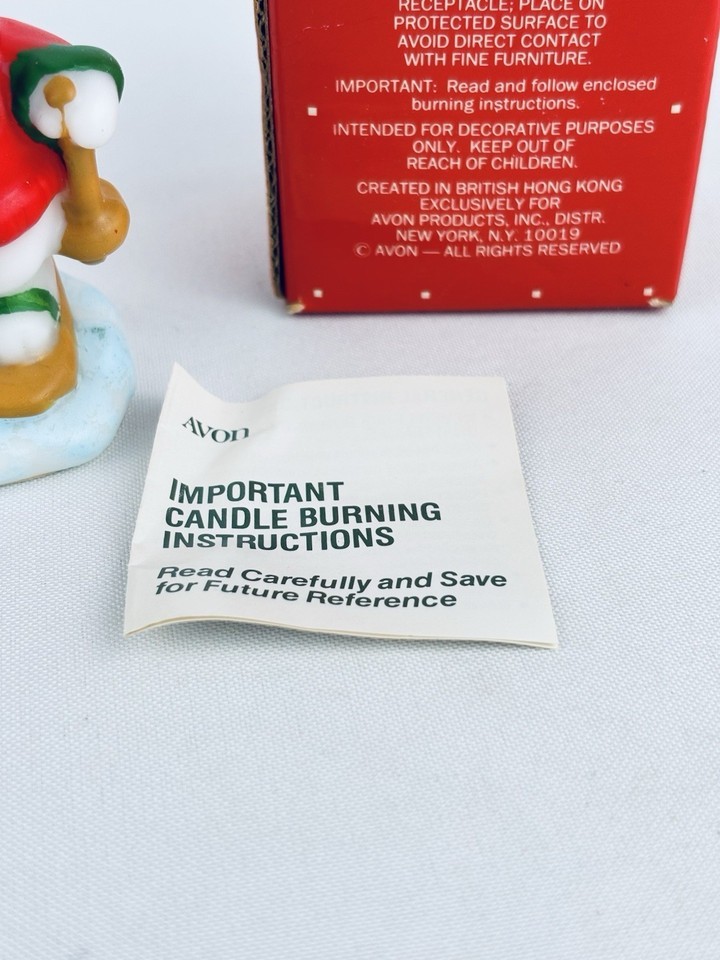 RECEPTACLE; PLACE ON
PROTECTED SURFACE TO
AVOID DIRECT CONTACT
WITH FINE FURNITURE.
IMPORTANT: Read and follow enclosed
burning instructions.
INTENDED FOR DECORATIVE PURPOSES
ONLY. KEEP OUT OF
REACH OF CHILDREN.
CREATED IN BRITISH HONG KONG
EXCLUSIVELY FOR
AVON PRODUCTS, INC., DISTR.
NEW YORK, N.Y. 10019
© AVON — ALL RIGHTS RESERVED
AVON
IMPORTANT
CANDLE BURNING
INSTRUCTIONS
Read Carefully and Save
for Future Reference